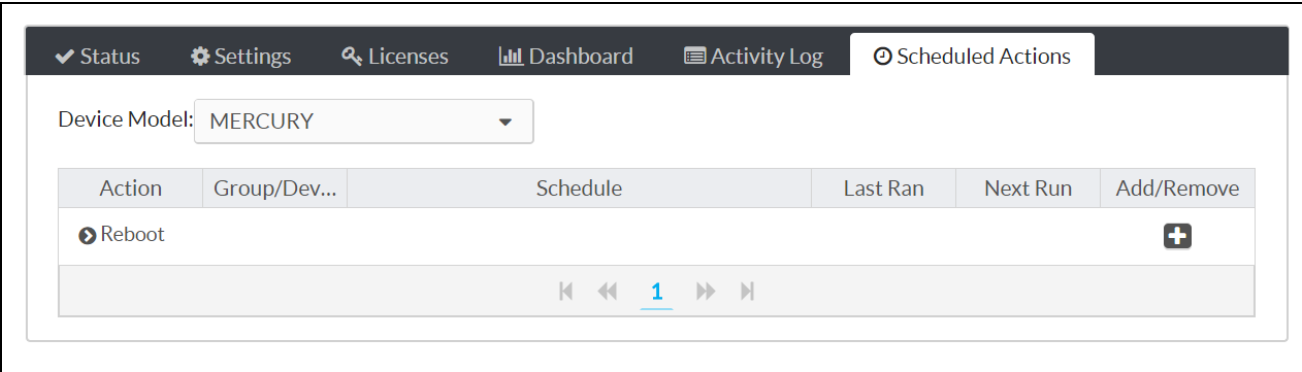 Status Settings Licenses Dashboard Activity Log Scheduled Actions
Device Model: MERCURY
Action Group/Dev... Schedule Last Ran Next Run Add/Remove
Reboot
1